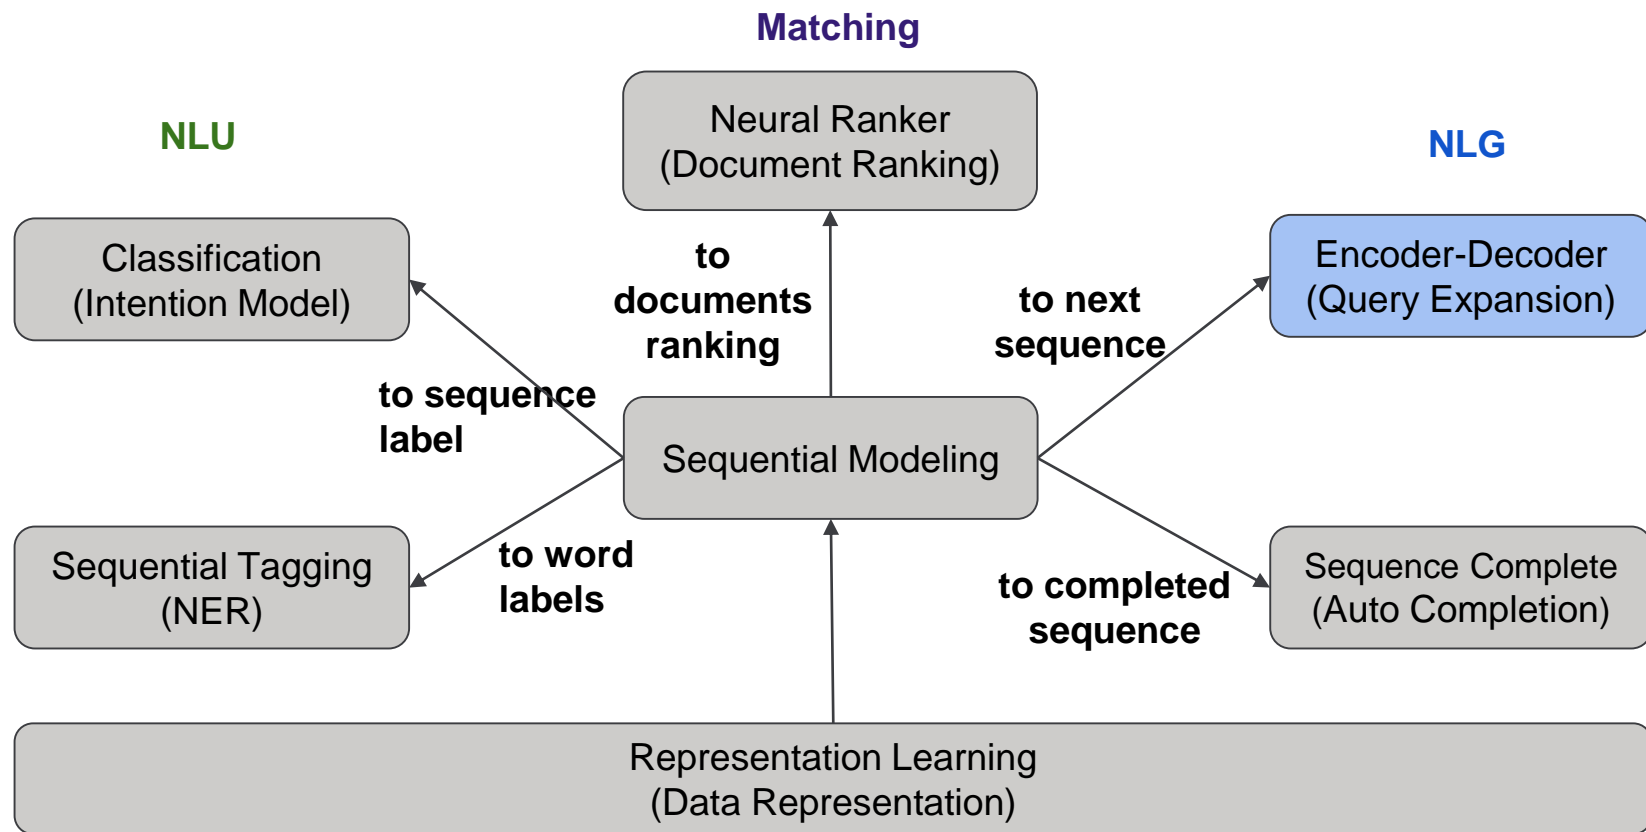 Matching
Neural Ranker
(Document Ranking)
NLU
NLG
Classification
(Intention Model)
to
documents
ranking
to next
sequence
Encoder-Decoder
(Query Expansion)
to sequence
label
Sequential Modeling
Sequential Tagging
(NER)
to word
labels
to completed
sequence
Sequence Complete
(Auto Completion)
Representation Learning
(Data Representation)